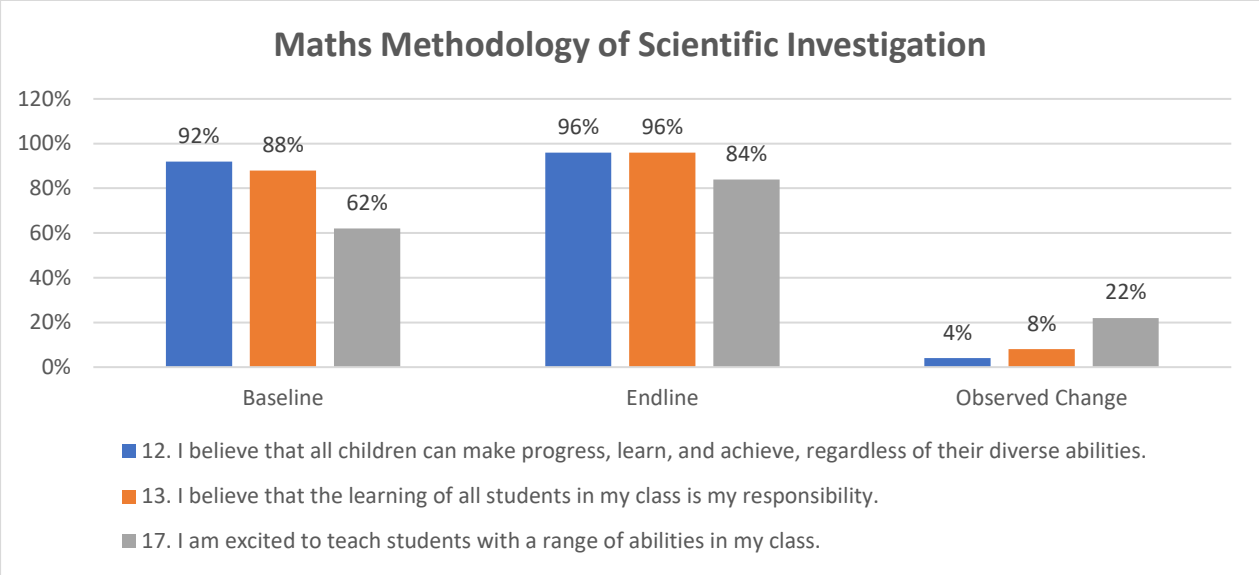 Maths Methodology of Scientific Investigation
120%
100%
80%
60%
40%
20%
0%
92%
88%
62%
96%
96%
84%
4%
8%
22%
Baseline
Endline
Observed Change
12. I believe that all children can make progress, learn, and achieve, regardless of their diverse abilities.
13. I believe that the learning of all students in my class is my responsibility.
17. I am excited to teach students with a range of abilities in my class.